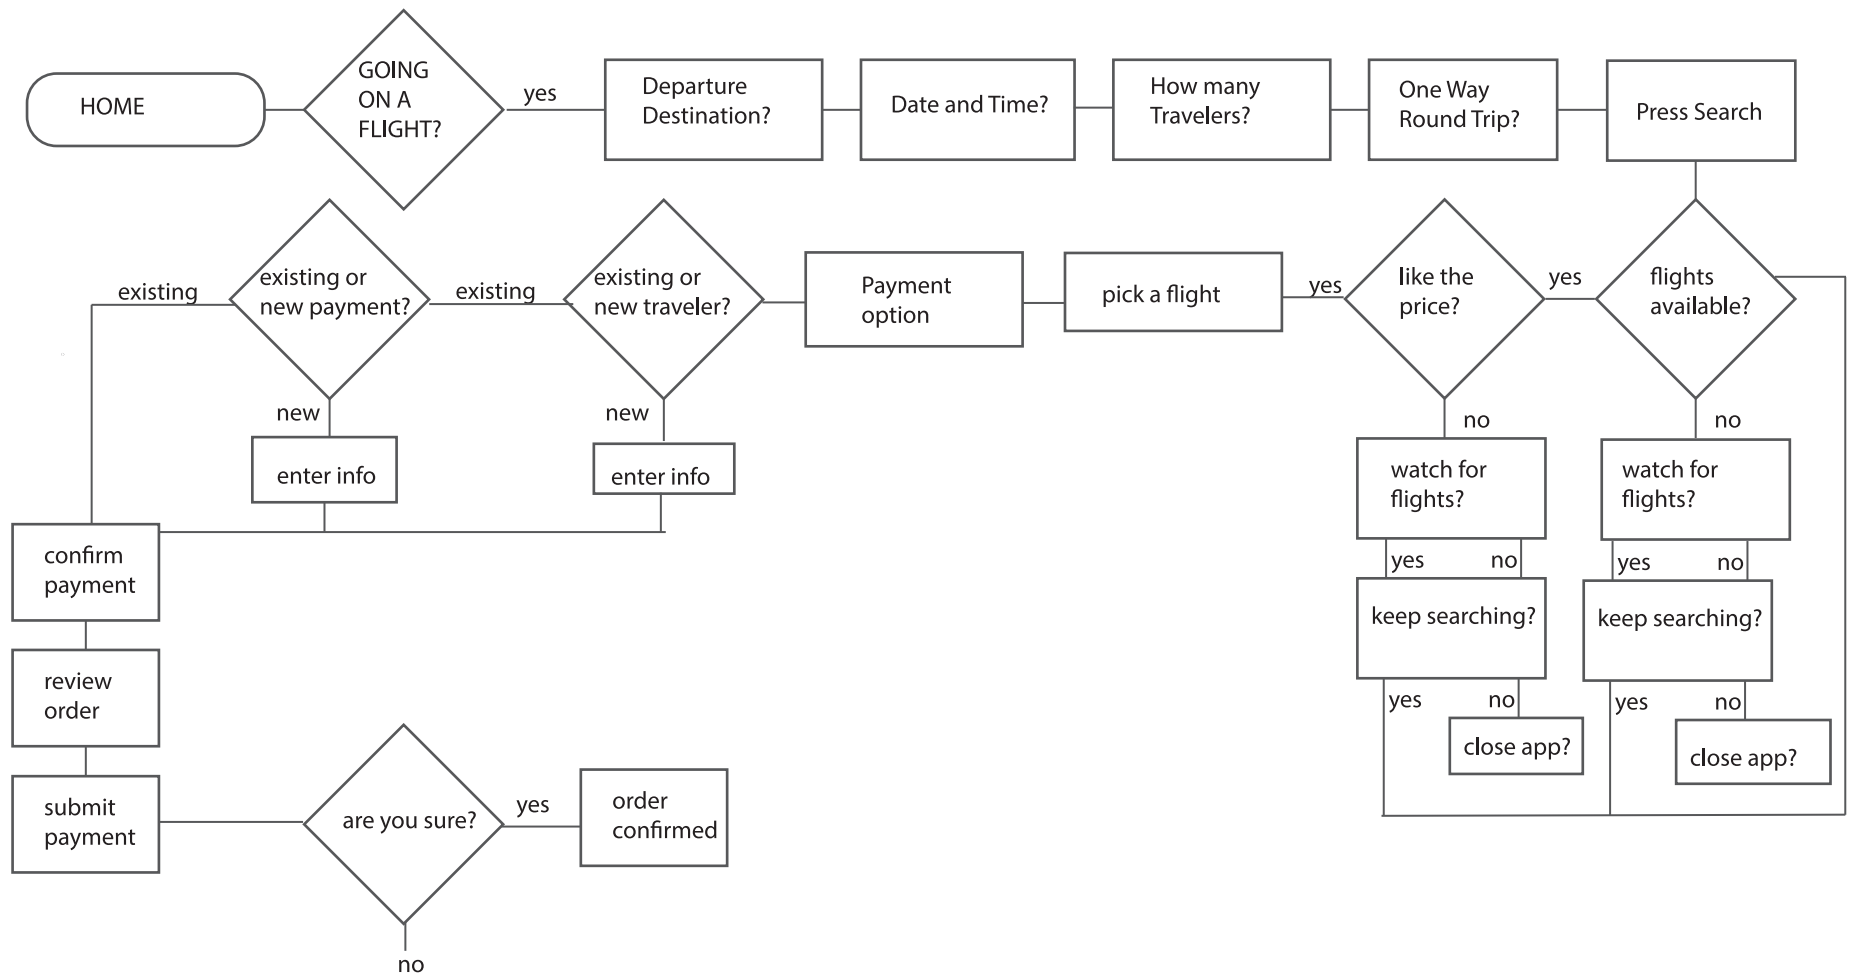 HOME
GOING
ON A
FLIGHT?
yes
Departure
Destination?
Date and Time?
How many
Travelers?
One Way
Round Trip?
Press Search
existing
existing or
new payment?
existing
existing or
new traveler?
Payment
option
pick a flight
yes
like the
price?
yes
flights
available?
new
enter info
new
enter info
no
watch for
flights?
yes
no
keep searching?
yes
no
close app?
no
watch for
flights?
yes
no
keep searching?
yes
no
close app?
confirm
payment
review
order
submit
payment
are you sure?
yes
order
confirmed
no